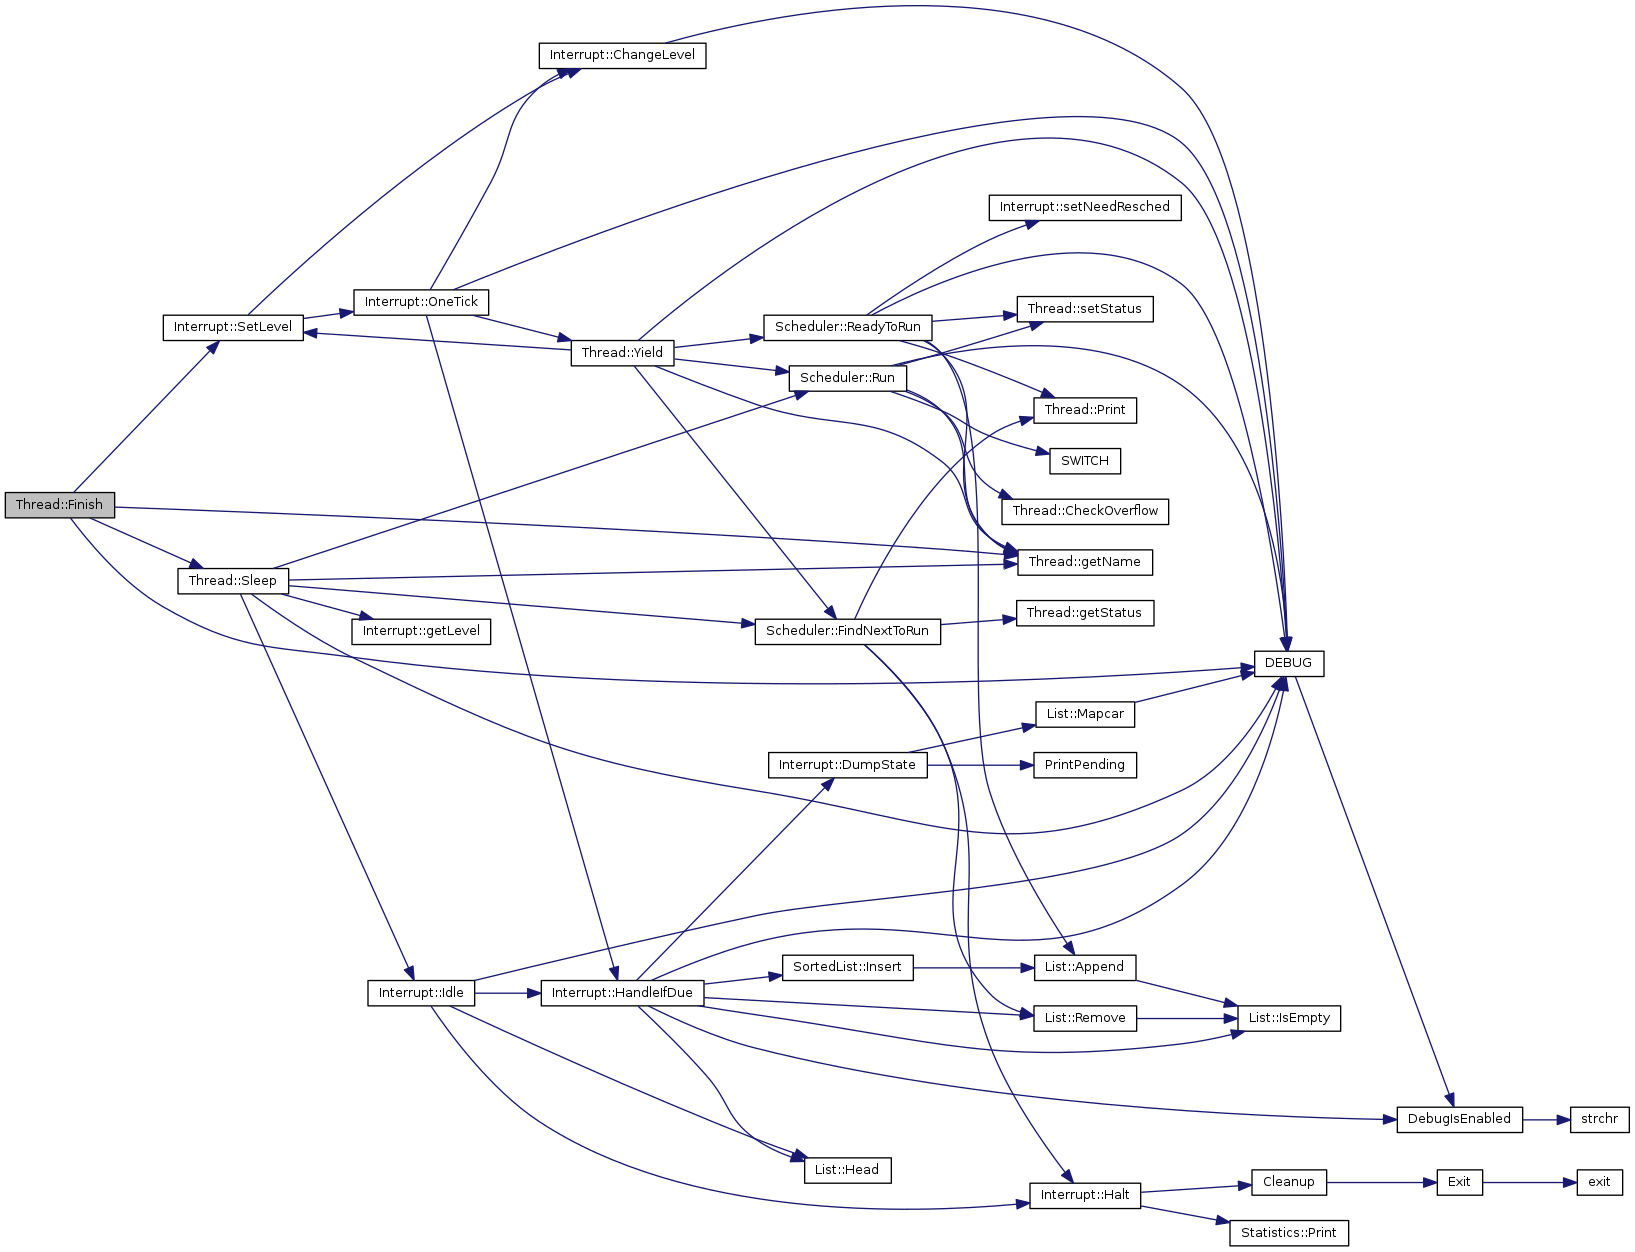 Interrupt::ChangeLevel
Interrupt::setNeedResched
Interrupt::OneTick
Thread::setStatus
Interrupt::SetLevel
Scheduler::ReadyToRun
Thread::Yield
Scheduler::Run
Thread::Print
SWITCH
Thread::Finish
Thread::CheckOverflow
Thread::getName
Thread::Sleep
Thread::getStatus
Interrupt::getLevel
Scheduler::FindNextToRun
DEBUG
List::Mapcar
Interrupt::DumpState
PrintPending
SortedList::Insert
List::Append
Interrupt::Idle
Interrupt::HandleIfDue
List::Remove
List::IsEmpty
DebugIsEnabled
strchr
List::Head
Interrupt::Halt
Cleanup
Exit
exit
Statistics::Print